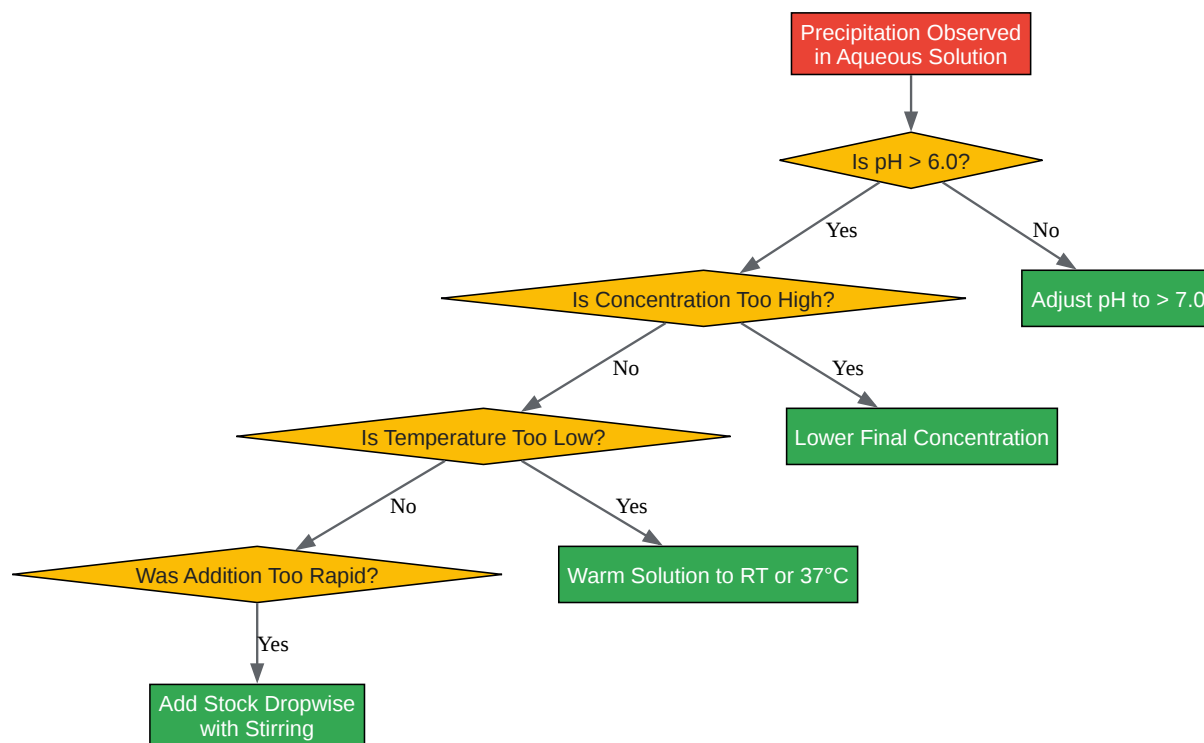 Precipitation Observed
in Aqueous Solution
Is pH > 6.0?
Yes
No
Is Concentration Too High?
Adjust pH to > 7.0
No
Yes
Is Temperature Too Low?
Lower Final Concentration
No
Yes
Was Addition Too Rapid?
Warm Solution to RT or 37°C
Yes
Add Stock Dropwise
with Stirring